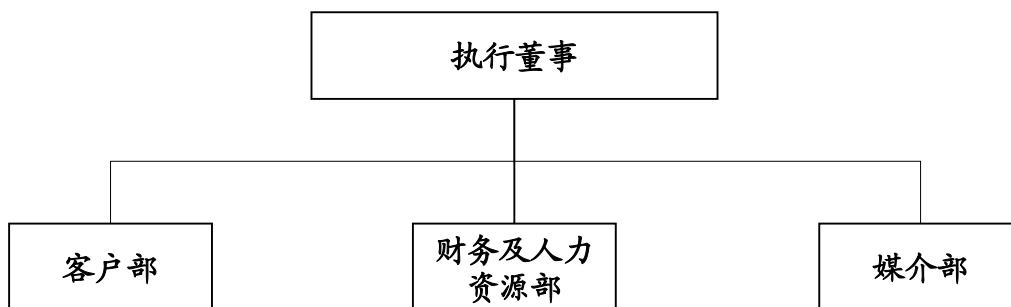 执行董事
客户部
财务及人力
资源部
媒介部